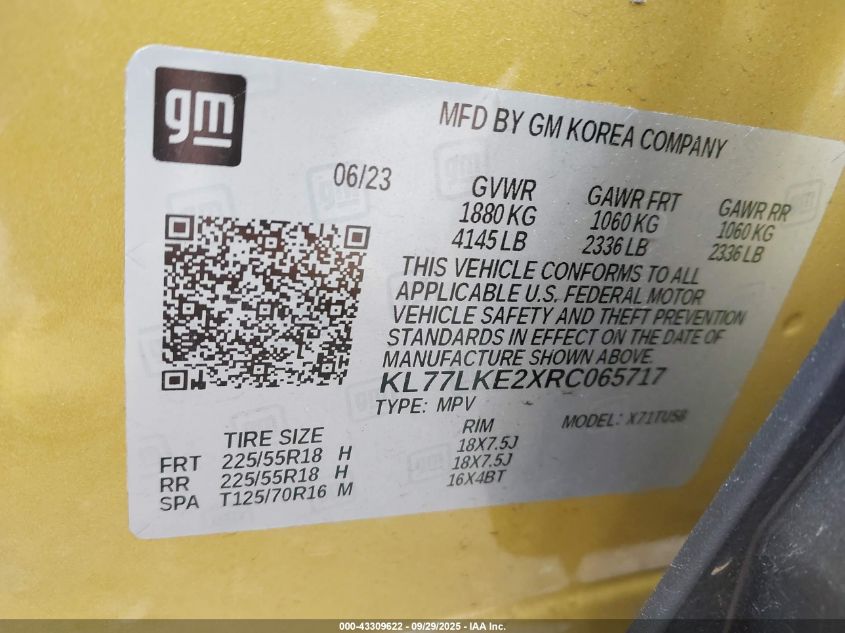 gm
MFD BY GM KOREA COMPANY
06/23
GVWR
1880 KG
4145 LB
GAWR FRT
1060 KG
2336 LB
GAWR RR
1060 KG
2336 LB
THIS VEHICLE CONFORMS TO ALL
APPLICABLE U.S. FEDERAL MOTOR
VEHICLE SAFETY AND THEFT PREVENTION
STANDARDS IN EFFECT ON THE DATE OF
MANUFACTURE SHOWN ABOVE.
KL77LKE2XRC065717
TYPE: MPV
MODEL: X71TUS8
TIRE SIZE RIM
FRT 225/55R18 H 18X7.5J
RR 225/55R18 H 18X7.5J
SPA T125/70R16 M 16X4BT
000-43309622 - 09/29/2025 - IAA Inc.